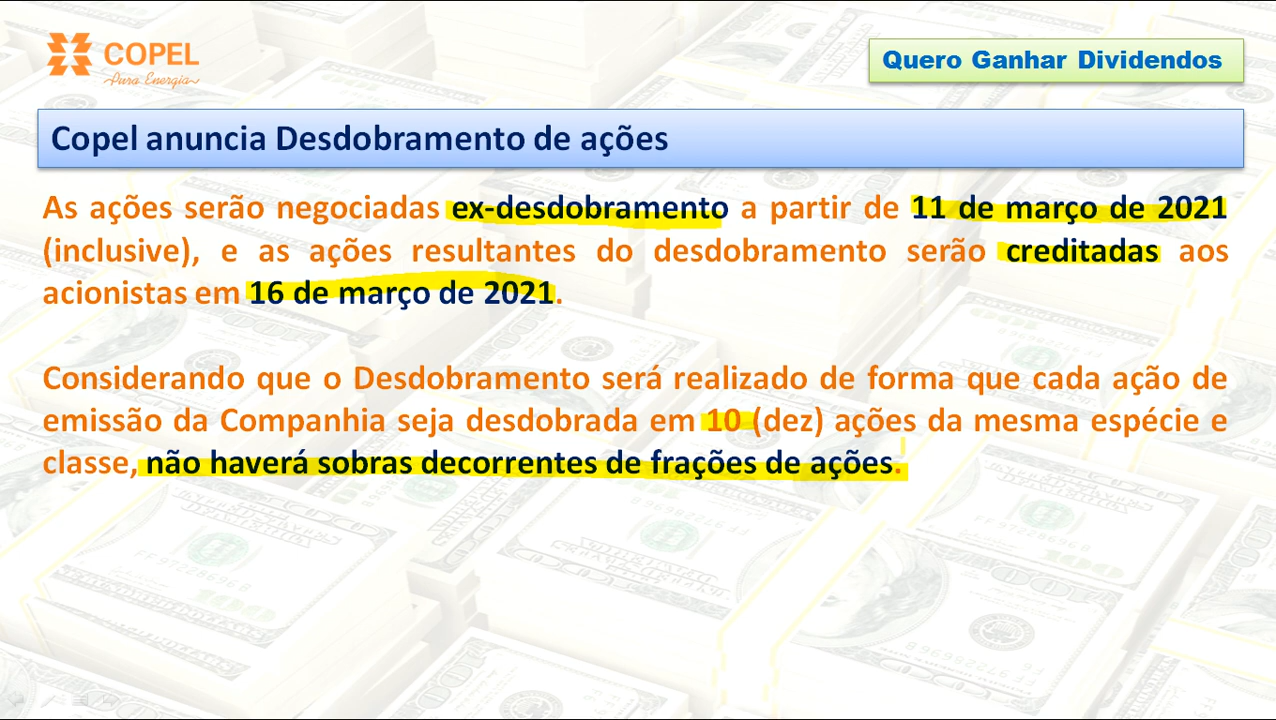 COPEL
Pura Energia
Quero Ganhar Dividendos
Copel anuncia Desdobramento de ações
As ações serão negociadas ex-desdobramento a partir de 11 de março de 2021
(inclusive), e as ações resultantes do desdobramento serão creditadas aos
acionistas em 16 de março de 2021.
Considerando que o Desdobramento será realizado de forma que cada ação de
emissão da Companhia seja desdobrada em 10 (dez) ações da mesma espécie e
classe, não haverá sobras decorrentes de frações de ações.